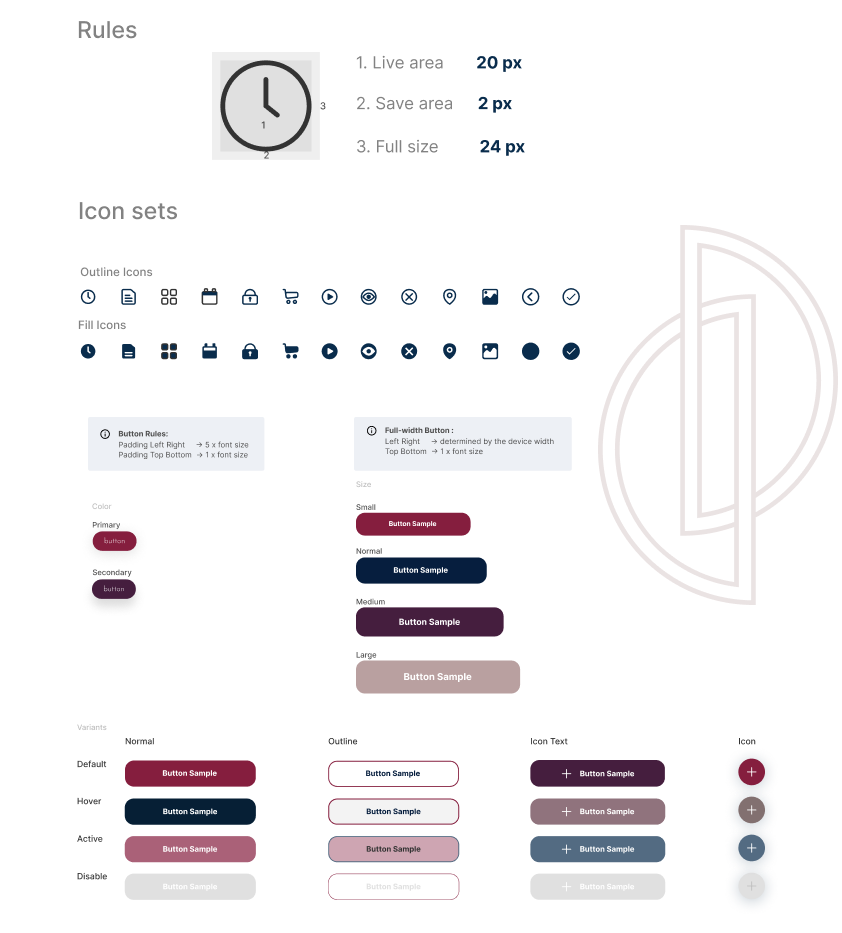 Rules
1. Live area 20 px
2. Save area 2 px
3. Full size 24 px
1
2
3
Icon sets
Outline Icons
Fill Icons
Button Rules:
Padding Left Right → 5 x font size
Padding Top Bottom → 1 x font size
Full-width Button :
Left Right → determined by the device width
Top Bottom → 1 x font size
Color
Primary
button
Secondary
button
Size
Small
Button Sample
Normal
Button Sample
Medium
Button Sample
Large
Button Sample
Variants
Normal Outline Icon Text Icon
Default Button Sample Button Sample Button Sample
Hover Button Sample Button Sample Button Sample
Active Button Sample Button Sample Button Sample
Disable Button Sample Button Sample Button Sample